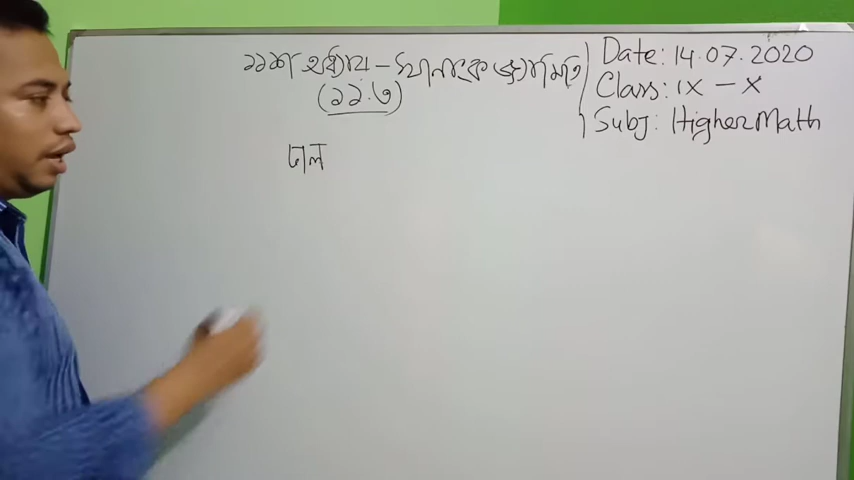 ১১শ অধ্যায় - স্থানাঙ্ক জ্যামিতি
(১১.৩)
Date: 14.07.2020
Class: IX - X
Subj: Higher Math
ঢাল